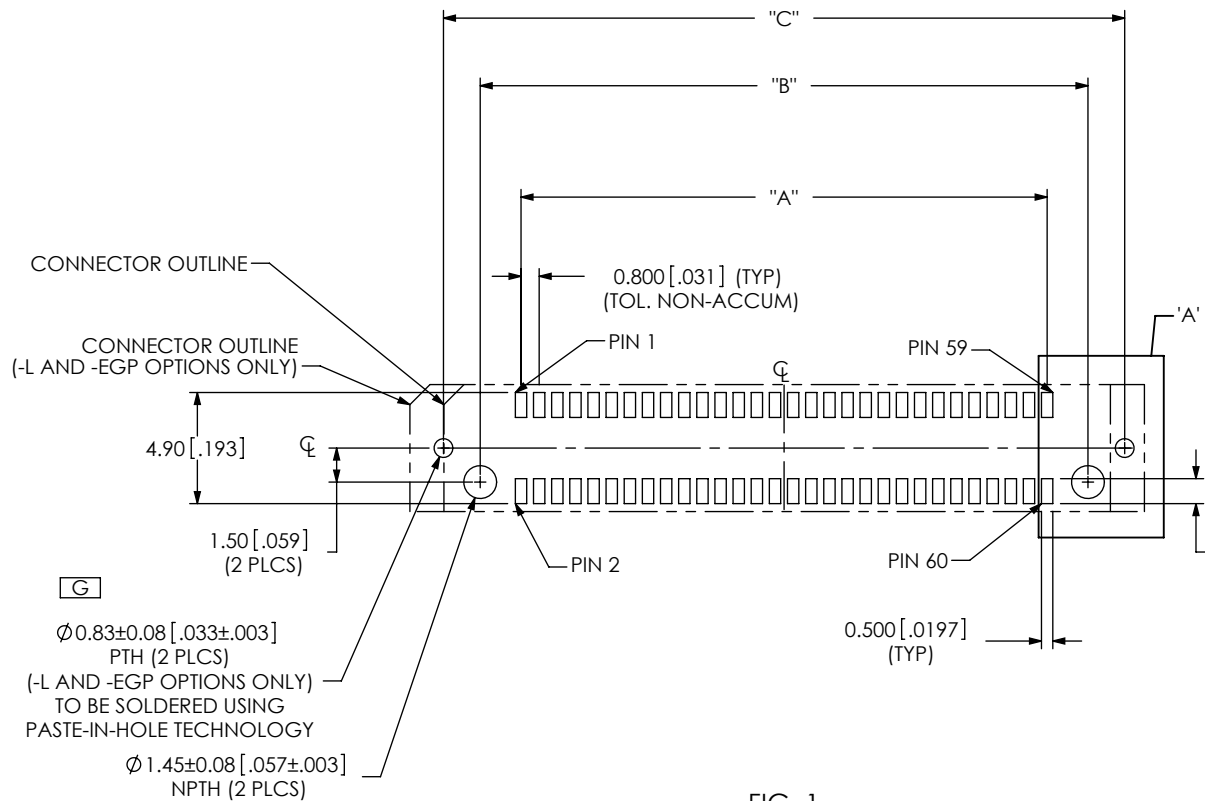 "C"
"B"
"A"
CONNECTOR OUTLINE
0.800 [.031] (TYP)
(TOL. NON-ACCUM)
'A'
CONNECTOR OUTLINE
(-L AND -EGP OPTIONS ONLY)
PIN 1
PIN 59
℄
4.90 [.193]
℄
1.50 [.059]
(2 PLCS)
PIN 2
PIN 60
G
Ø0.83±0.08 [.033±.003]
PTH (2 PLCS)
(-L AND -EGP OPTIONS ONLY)
TO BE SOLDERED USING
PASTE-IN-HOLE TECHNOLOGY
0.500 [.0197]
(TYP)
Ø1.45±0.08 [.057±.003]
NPTH (2 PLCS)